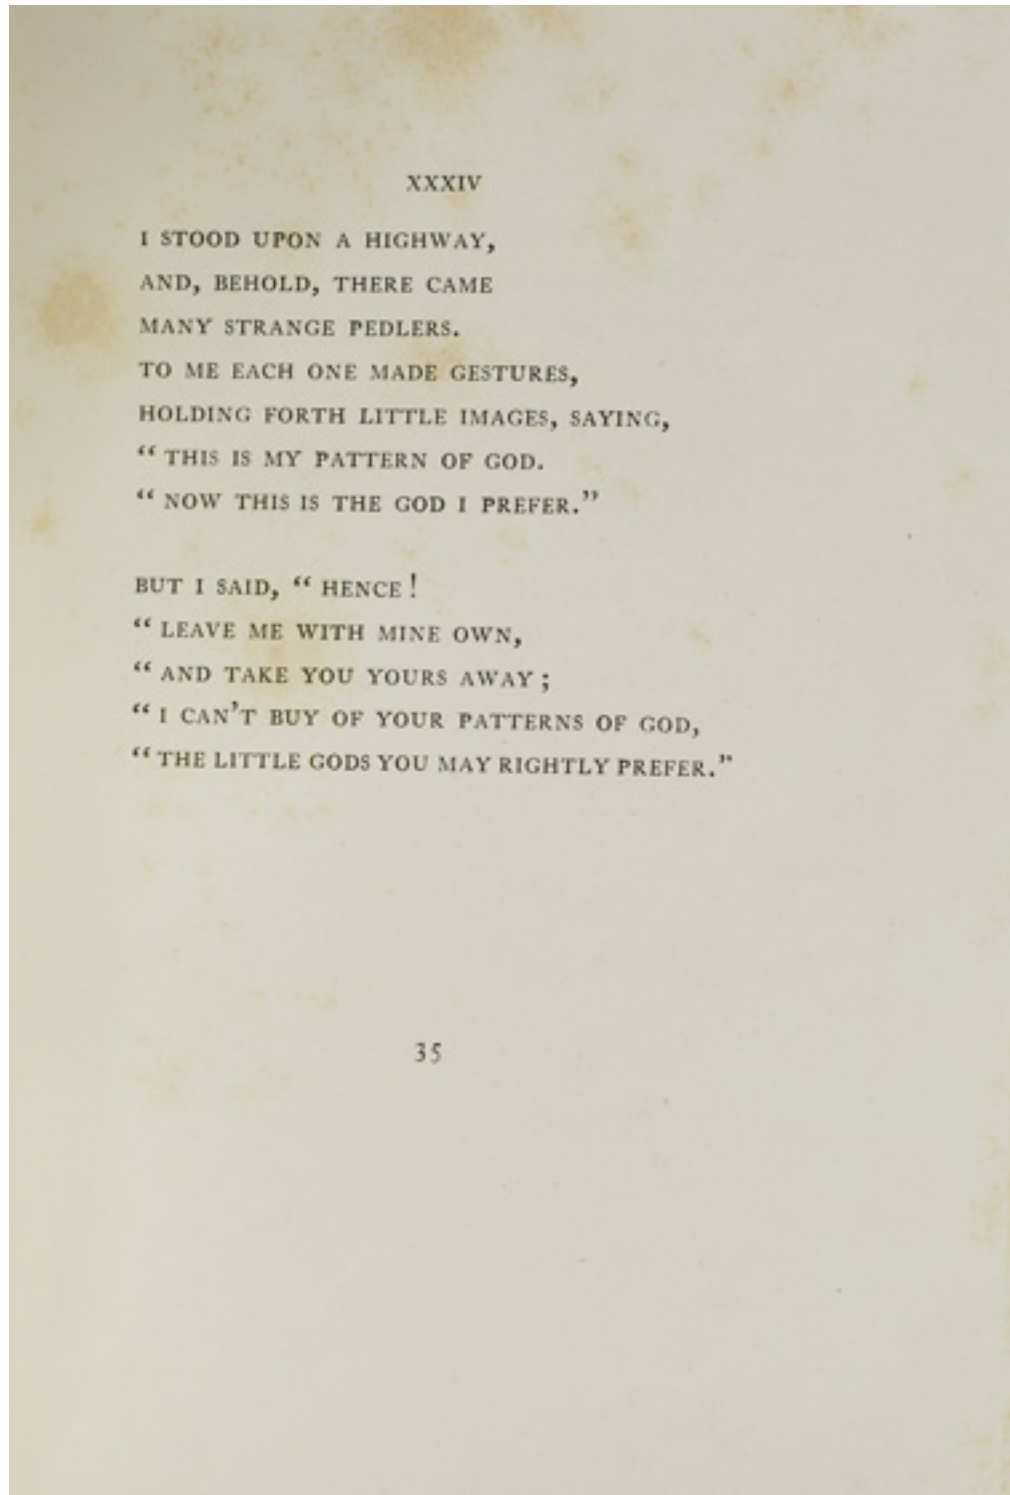 XXXIV
I STOOD UPON A HIGHWAY,
AND, BEHOLD, THERE CAME
MANY STRANGE PEDLERS.
TO ME EACH ONE MADE GESTURES,
HOLDING FORTH LITTLE IMAGES, SAYING,
“ THIS IS MY PATTERN OF GOD.
“ NOW THIS IS THE GOD I PREFER.”
BUT I SAID, “ HENCE !
“ LEAVE ME WITH MINE OWN,
“ AND TAKE YOU YOURS AWAY ;
“ I CAN’T BUY OF YOUR PATTERNS OF GOD,
“ THE LITTLE GODS YOU MAY RIGHTLY PREFER.”
35